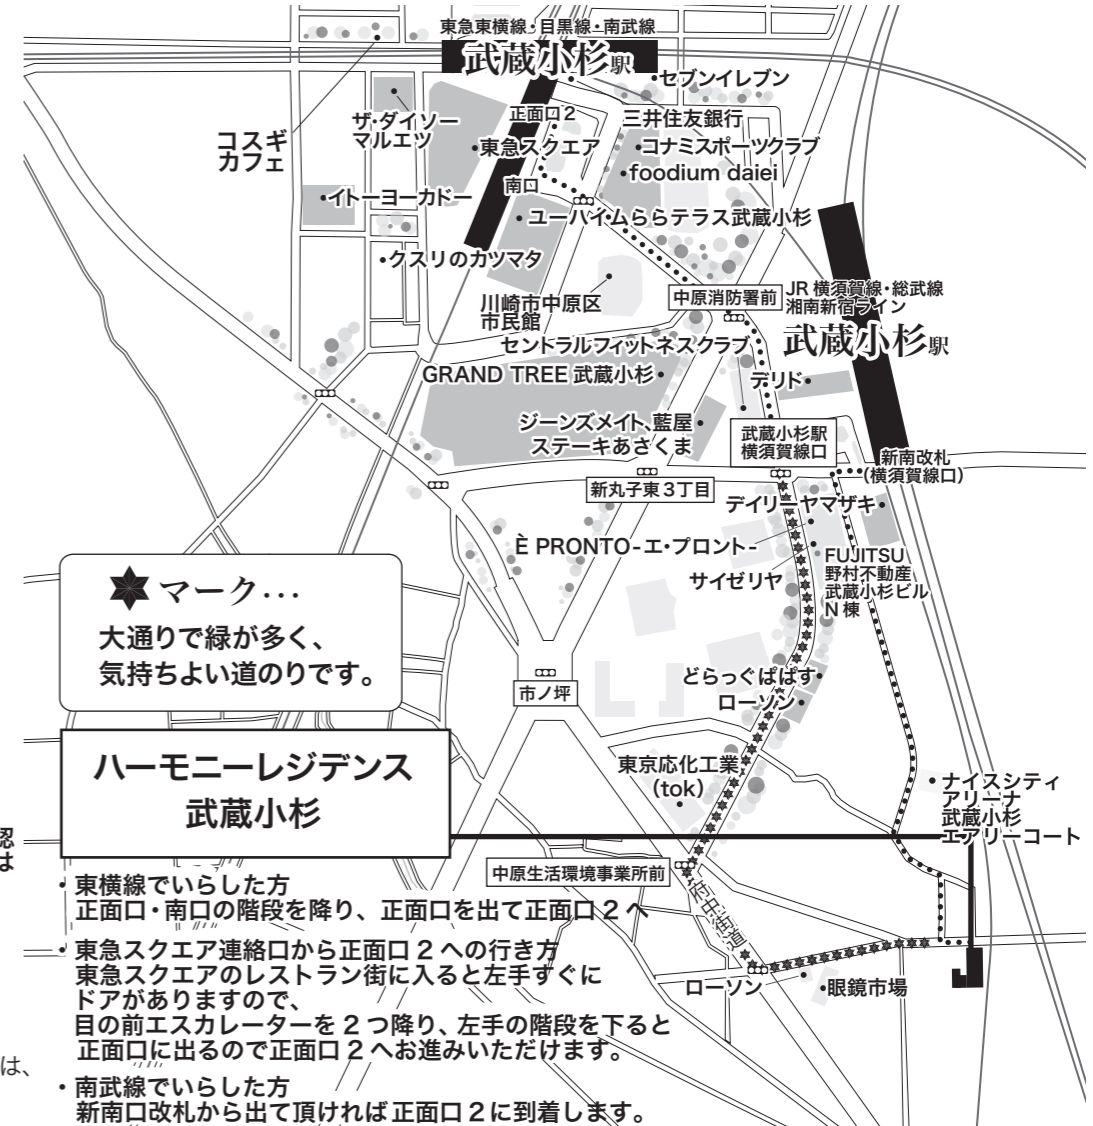 東急東横線・目黒線・南武線
武蔵小杉駅
セブンイレブン
正面口2
三井住友銀行
ザ・ダイソー
マルエツ
コスギ
カフェ
東急スクエア
コナミスポーツクラブ
foodium daiei
南口
イトーヨーカドー
ユーハイムららテラス武蔵小杉
クスリのカツマタ
川崎市中原区
市民館
中原消防署前
JR 横須賀線・総武線
湘南新宿ライン
武蔵小杉駅
セントラルフィットネスクラブ
GRAND TREE 武蔵小杉
デリド
ジーンズメイト、藍屋
ステーキあさくま
武蔵小杉駅
横須賀線口
新南改札
(横須賀線口)
新丸子東3丁目
デイリーヤマザキ
È PRONTO-エ・プロント-
サイゼリヤ
FUJITSU
野村不動産
武蔵小杉ビル
N 棟
マーク…
大通りで緑が多く、
気持ちよい道のりです。
どらっぐぱぱす
ローソン
市ノ坪
ハーモニーレジデンス
武蔵小杉
東京応化工業
(tok)
ナイスシティ
アリーナ
武蔵小杉
エアリーコート
認
は
中原生活環境事業所前
府中街道
ローソン
眼鏡市場
・東横線でいらした方
正面口・南口の階段を降り、正面口を出て正面口 2 へ
・東急スクエア連絡口から正面口 2 への行き方
東急スクエアのレストラン街に入ると左手すぐに
ドアがありますので、
目の前エスカレーターを 2 つ降り、左手の階段を下ると
正面口に出るので正面口 2 へお進みいただけます。
は、
・南武線でいらした方
新南口改札から出て頂ければ正面口 2 に到着します。